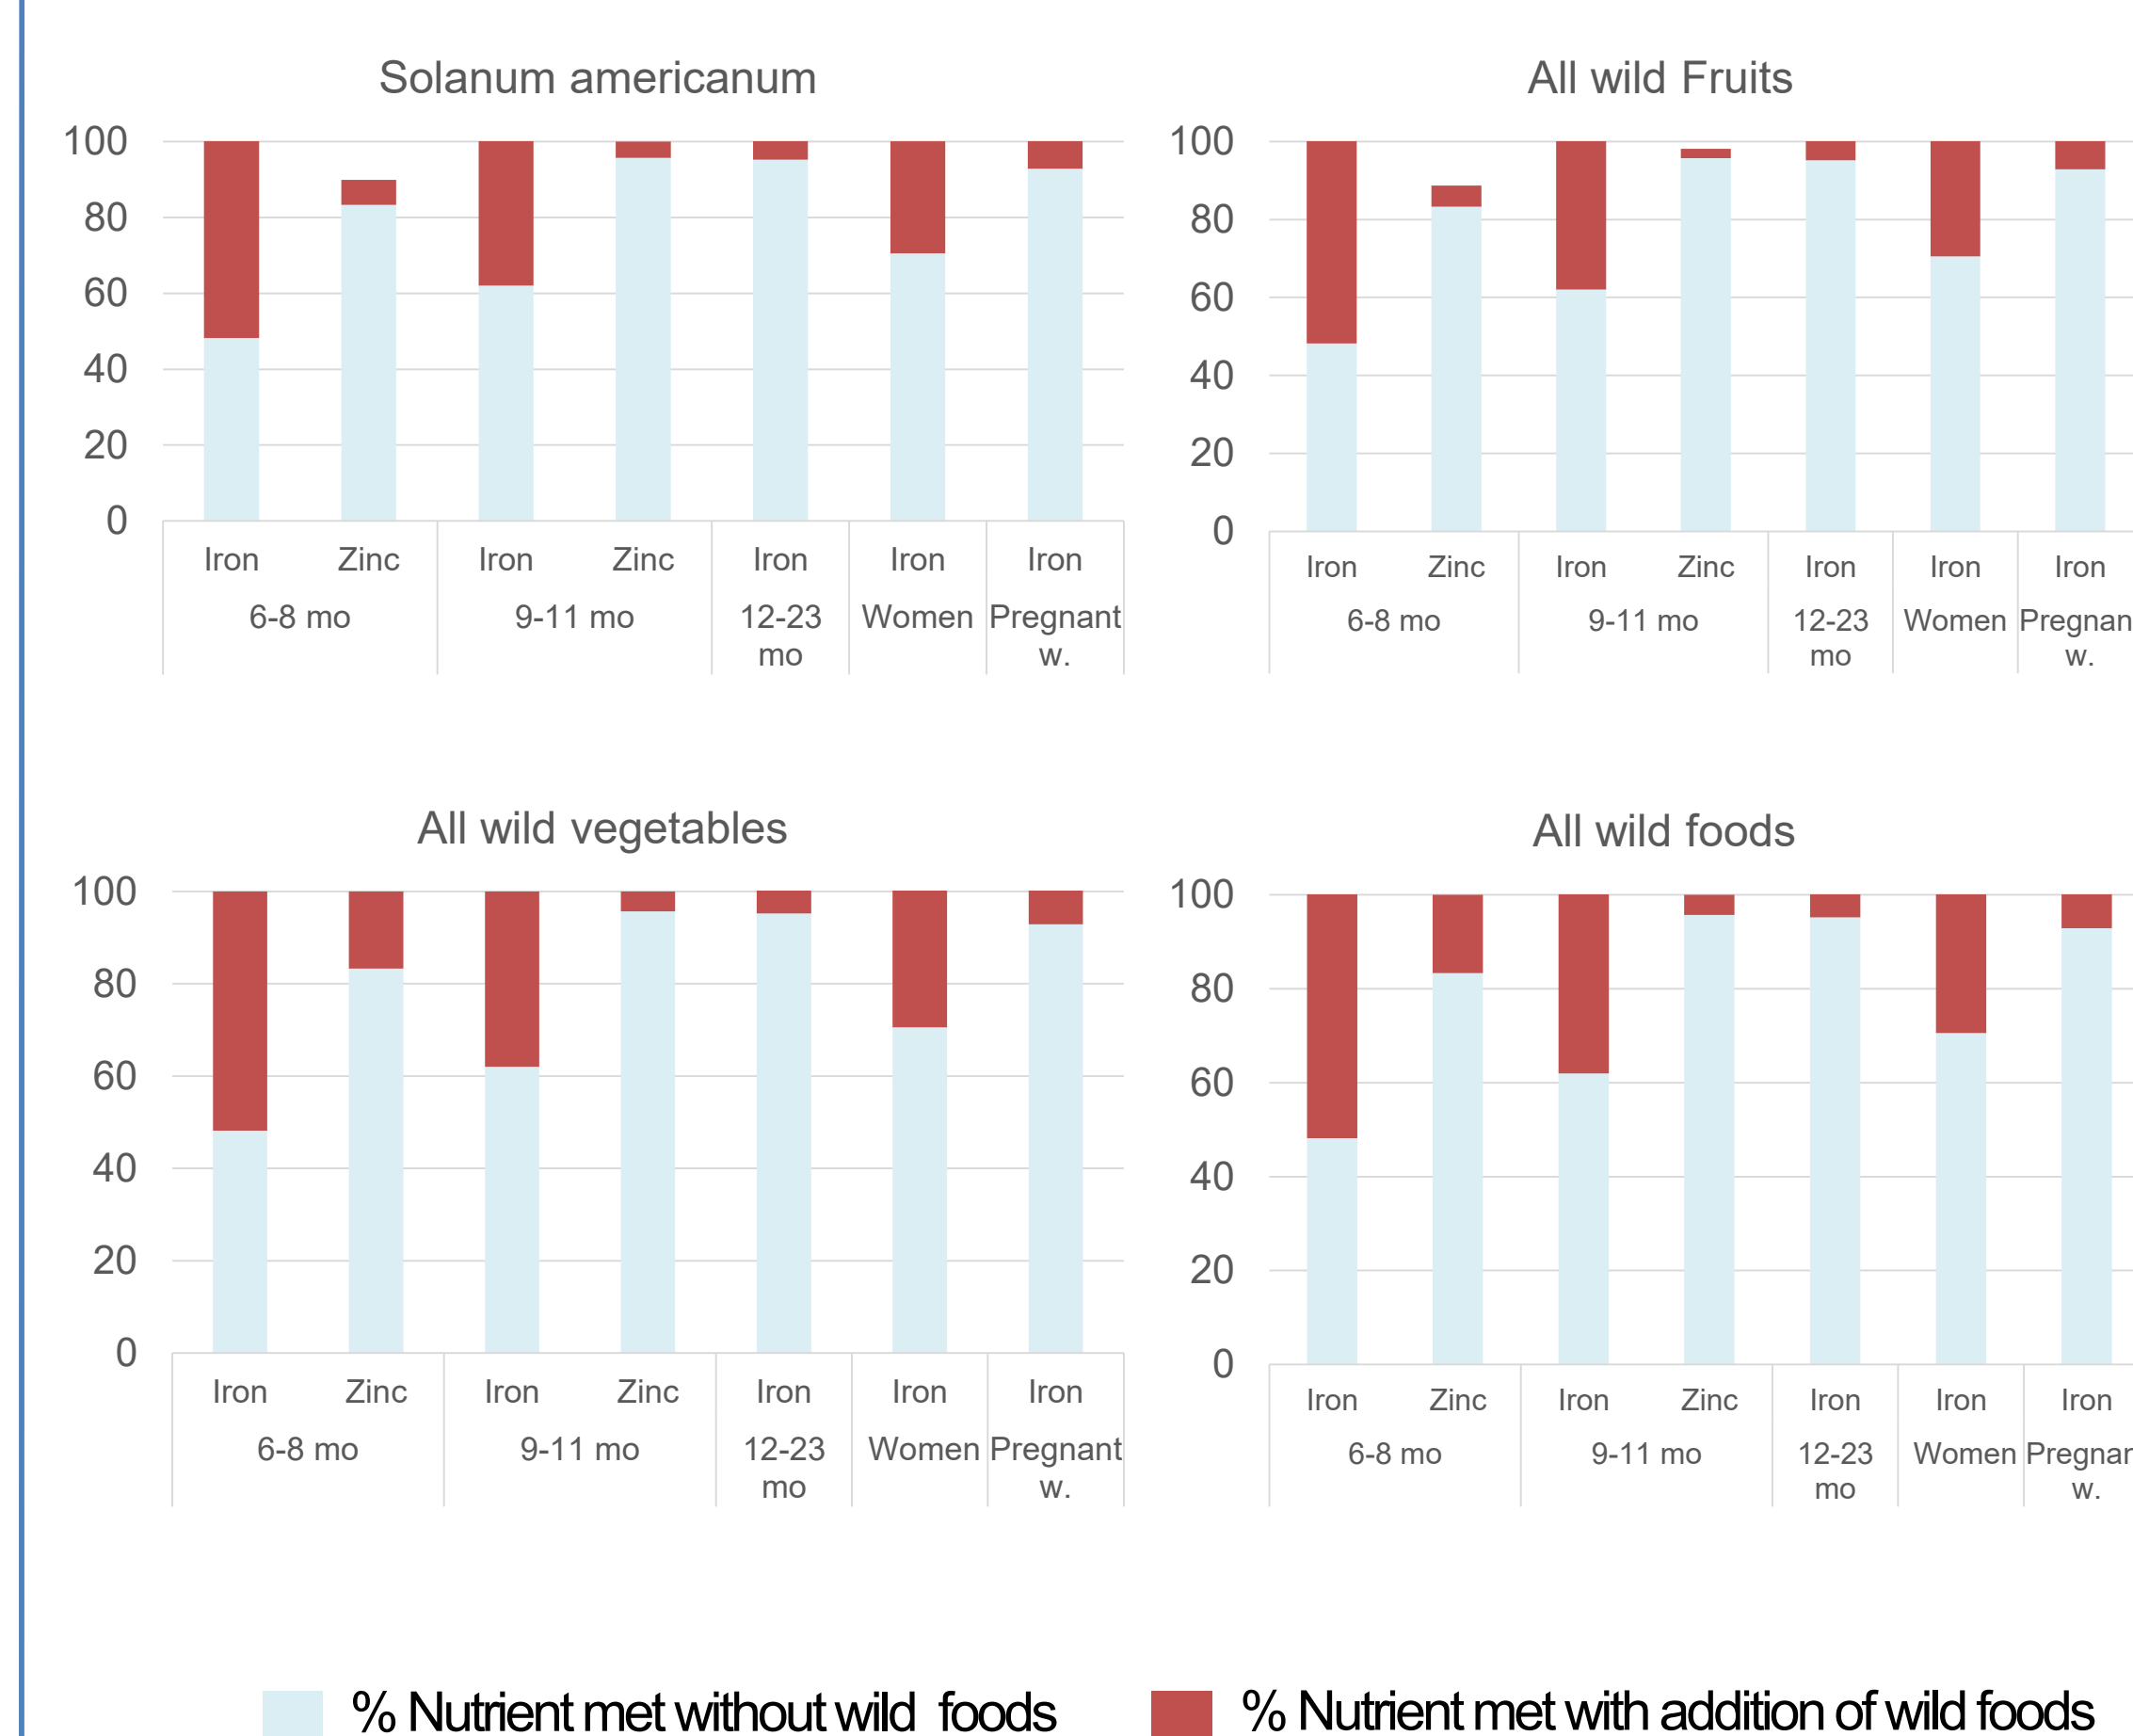 Solanum americanum
100
80
60
40
20
0
Iron Zinc Iron Zinc Iron Iron Iron
6-8 mo 9-11 mo 12-23 mo Women Pregnant w.
All wild Fruits
100
80
60
40
20
0
Iron Zinc Iron Zinc Iron Iron Iron
6-8 mo 9-11 mo 12-23 mo Women Pregnan w.
All wild vegetables
100
80
60
40
20
0
Iron Zinc Iron Zinc Iron Iron Iron
6-8 mo 9-11 mo 12-23 mo Women Pregnant w.
All wild foods
100
80
60
40
20
0
Iron Zinc Iron Zinc Iron Iron Iron
6-8 mo 9-11 mo 12-23 mo Women Pregnar w.
% Nutrient met without wild foods
% Nutrient met with addition of wild foods